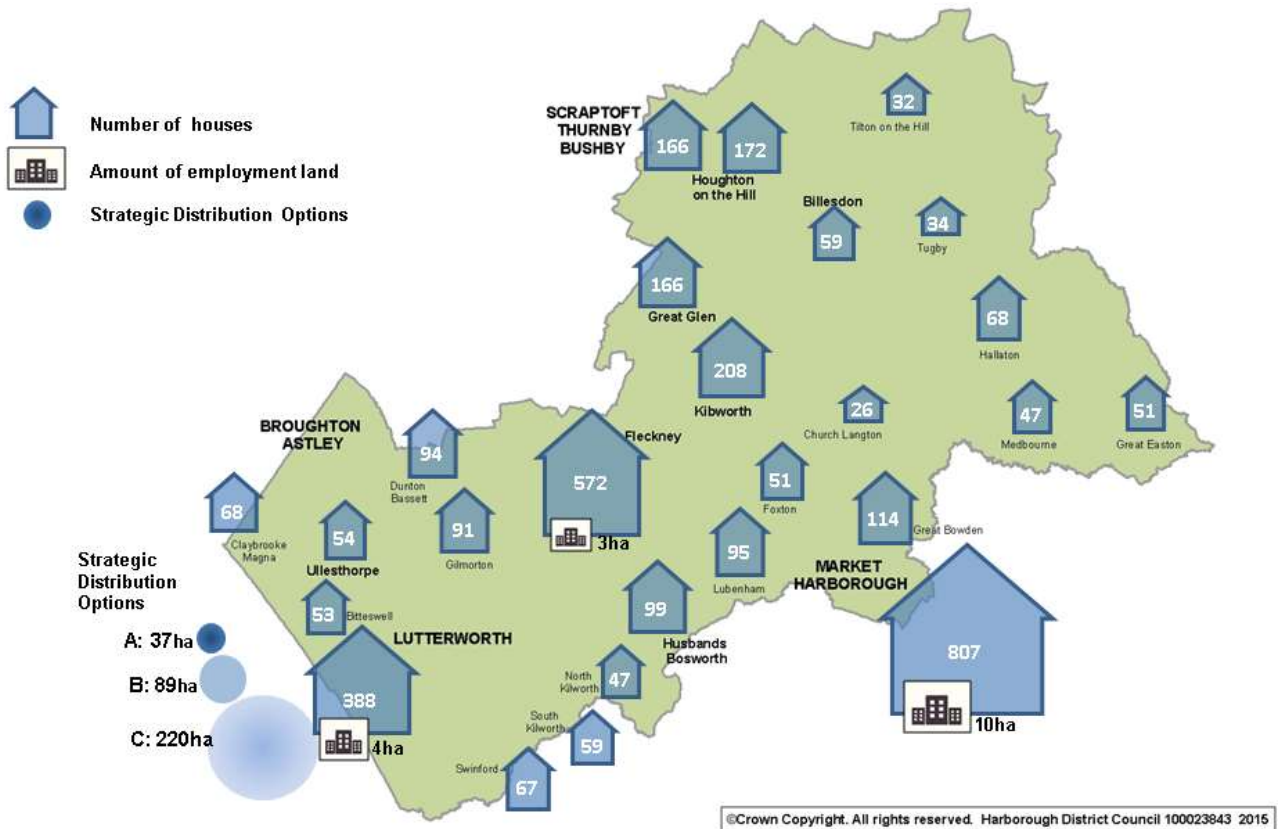 Number of houses
Amount of employment land
Strategic Distribution Options
SCRAPTOFT
THURNBY
BUSHBY
166
172
Houghton
on the Hill
32
Tilton on the Hill
Billesdon
59
34
Tugby
166
Great Glen
68
Hallaton
208
Kibworth
26
Church Langton
47
Medbourne
51
Great Easton
BROUGHTON
ASTLEY
94
Dunton
Bassett
Fleckney
572
3ha
51
Foxton
114
Great Bowden
68
Claybrooke
Magna
54
Ullesthorpe
91
Gilmorton
95
Lubenham
MARKET
HARBOROUGH
807
10ha
Strategic
Distribution
Options
A: 37ha
B: 89ha
C: 220ha
53
Bitteswell
LUTTERWORTH
388
4ha
99
Husbands
Bosworth
North
Kilworth
47
South
Kilworth
59
Swinford
67
©Crown Copyright. All rights reserved. Harborough District Council 100023843 2015